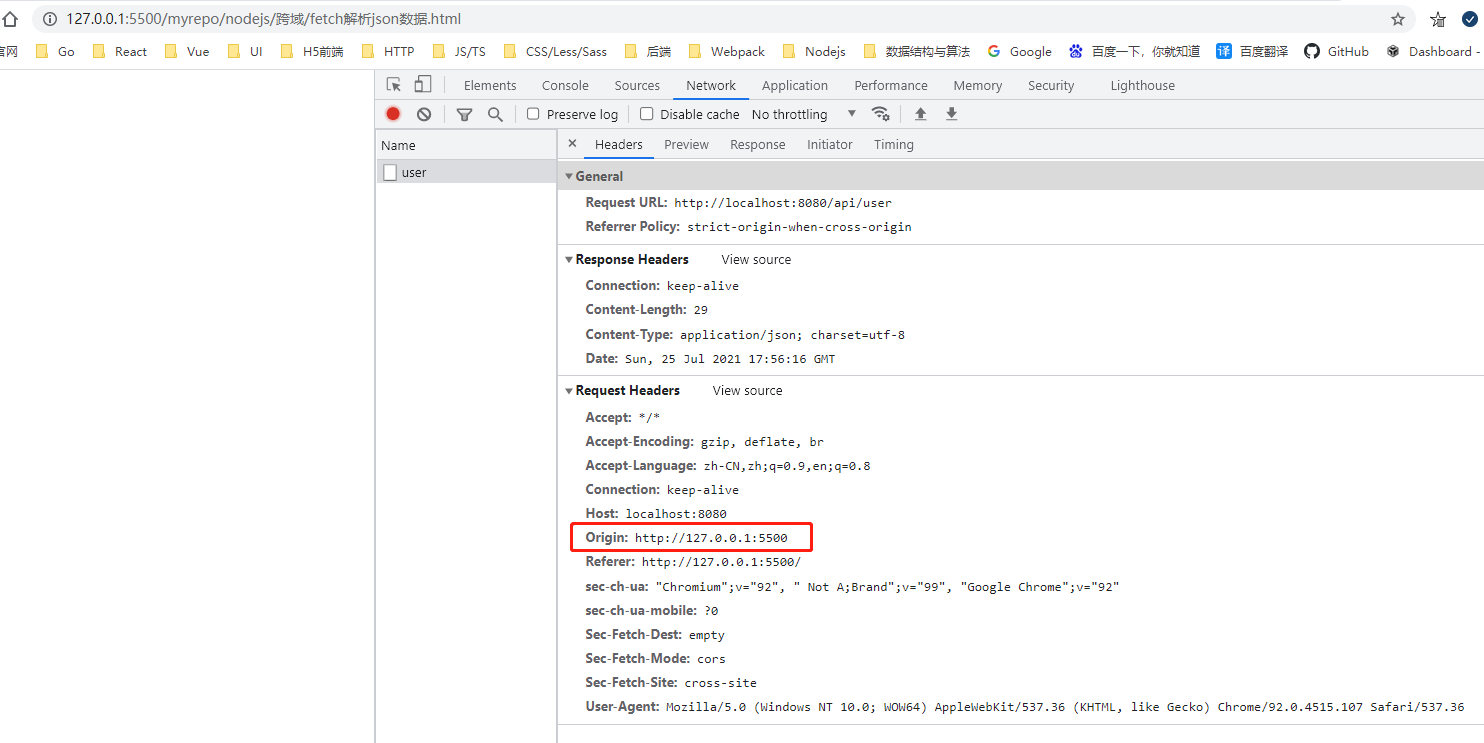 127.0.0.1:5500/myrepo/nodejs/跨域/fetch解析json数据.html
官网 Go React Vue UI H5前端 HTTP JS/TS CSS/Less/Sass 后端 Webpack Nodejs 数据结构与算法 Google 百度一下，你就知道 译 百度翻译 GitHub Dashboard -
Elements Console Sources Network Application Performance Memory Security Lighthouse
Preserve log Disable cache No throttling
Name
× Headers Preview Response Initiator Timing
user
General
Request URL: http://localhost:8080/api/user
Referrer Policy: strict-origin-when-cross-origin
Response Headers View source
Connection: keep-alive
Content-Length: 29
Content-Type: application/json; charset=utf-8
Date: Sun, 25 Jul 2021 17:56:16 GMT
Request Headers View source
Accept: */*
Accept-Encoding: gzip, deflate, br
Accept-Language: zh-CN,zh;q=0.9,en;q=0.8
Connection: keep-alive
Host: localhost:8080
Origin: http://127.0.0.1:5500
Referer: http://127.0.0.1:5500/
sec-ch-ua: "Chromium";v="92", " Not A;Brand";v="99", "Google Chrome";v="92"
sec-ch-ua-mobile: ?0
Sec-Fetch-Dest: empty
Sec-Fetch-Mode: cors
Sec-Fetch-Site: cross-site
User-Agent: Mozilla/5.0 (Windows NT 10.0; WOW64) AppleWebKit/537.36 (KHTML, like Gecko) Chrome/92.0.4515.107 Safari/537.36